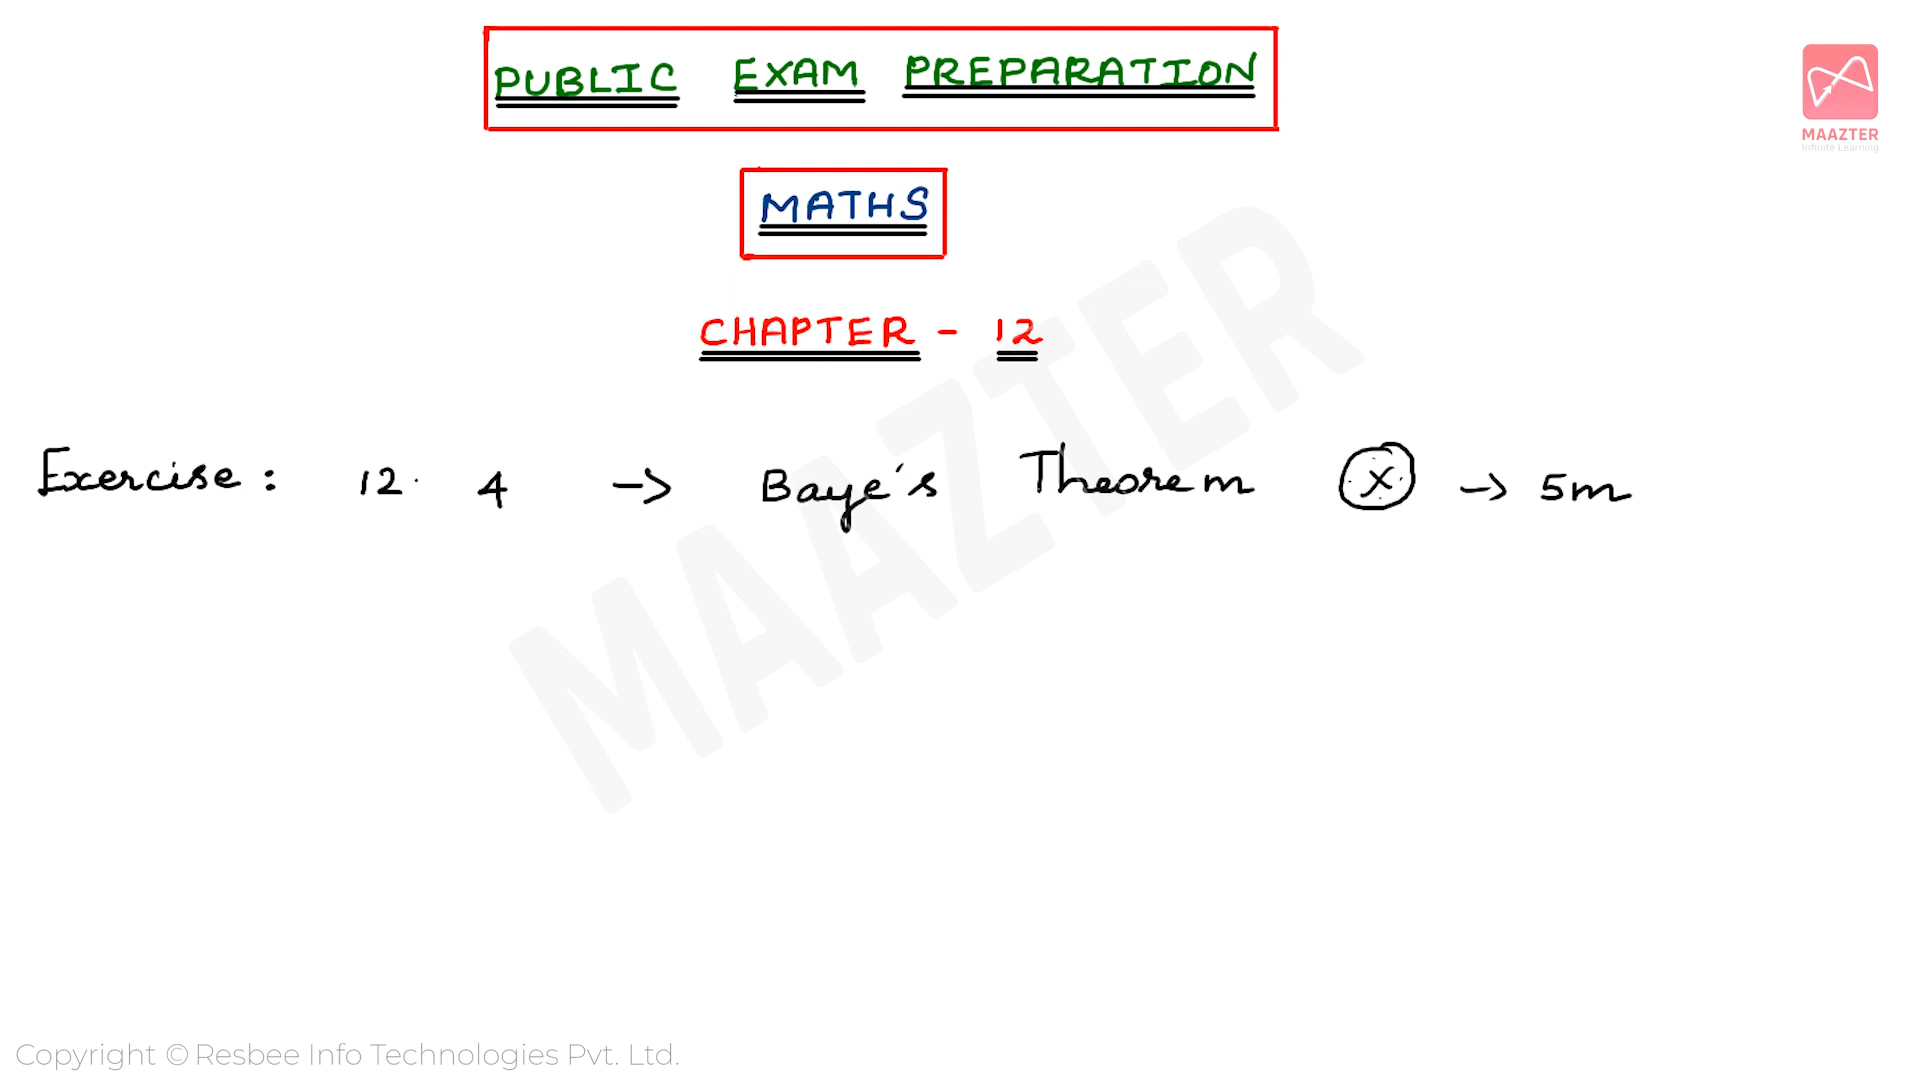 PUBLIC EXAM PREPARATION
MAAZTER
Infinite Learning
MATHS
CHAPTER - 12
Exercise : 12. 4 -> Baye's Theorem X -> 5m
MAAZTER
Copyright © Resbee Info Technologies Pvt. Ltd.